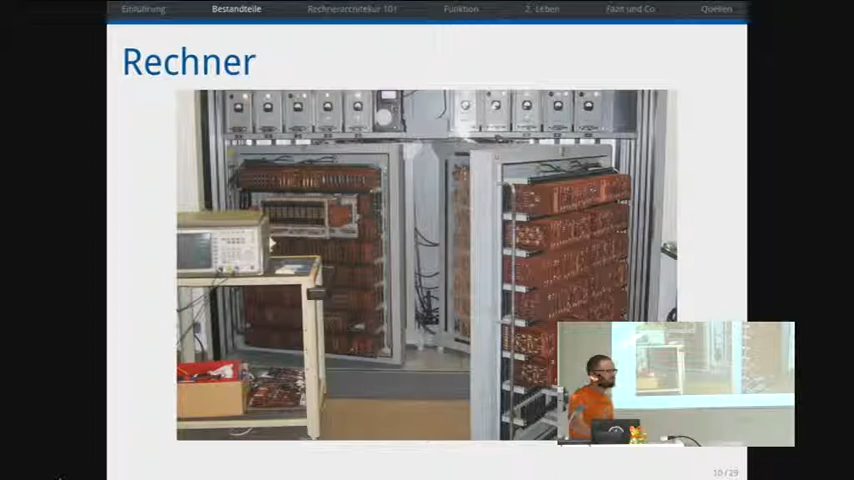 Einführung
Bestandteile
Rechnerarchitektur 101
Funktion
2. Leben
Fazit und Co.
Quellen
Rechner
10 / 29